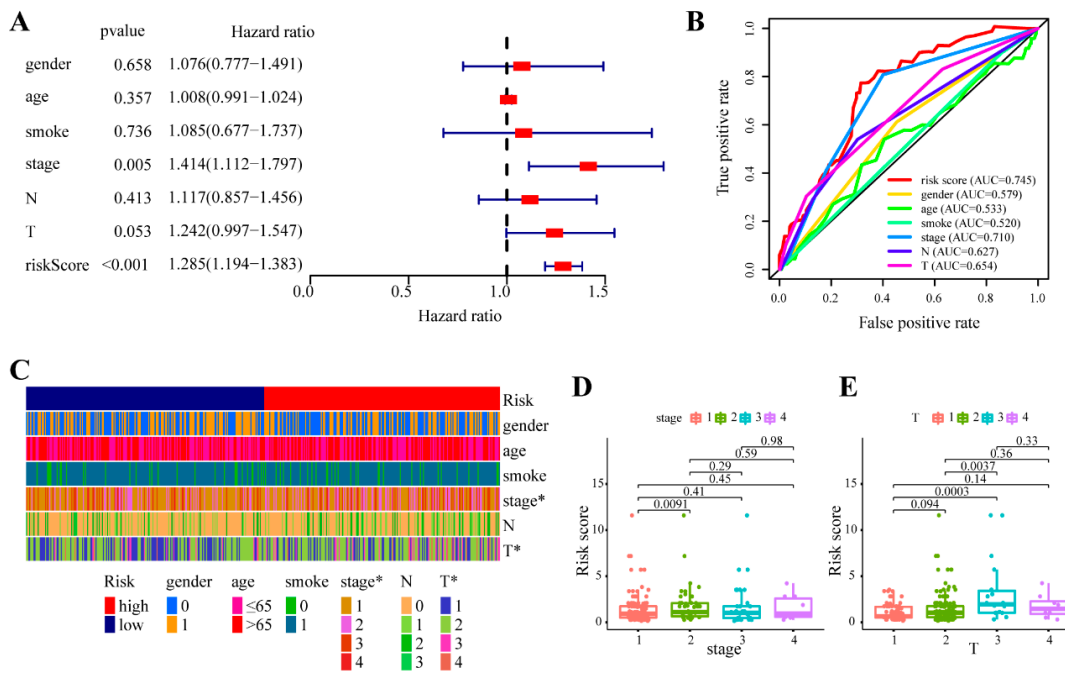 A
pvalue Hazard ratio
gender 0.658 1.076(0.777−1.491)
age 0.357 1.008(0.991−1.024)
smoke 0.736 1.085(0.677−1.737)
stage 0.005 1.414(1.112−1.797)
N 0.413 1.117(0.857−1.456)
T 0.053 1.242(0.997−1.547)
riskScore <0.001 1.285(1.194−1.383)
0.0 0.5 1.0 1.5
Hazard ratio
B
True positive rate
1.0
0.8
0.6
0.4
0.2
0.0
risk score (AUC=0.745)
gender (AUC=0.579)
age (AUC=0.533)
smoke (AUC=0.520)
stage (AUC=0.710)
N (AUC=0.627)
T (AUC=0.654)
0.0 0.2 0.4 0.6 0.8 1.0
False positive rate
C
Risk
gender
age
smoke
stage*
N
T*
Risk gender age smoke stage* N T*
high 0 <65 0 1 0 1
low 1 >65 1 2 1 2
3 2 3
4 3 4
D
stage 1 2 3 4
Risk score
15
10
5
0
0.98
0.59
0.29
0.45
0.41
0.0091
1 2 3 4
stage
E
T 1 2 3 4
Risk score
15
10
5
0
0.33
0.36
0.0037
0.14
0.0003
0.094
1 2 3 4
T